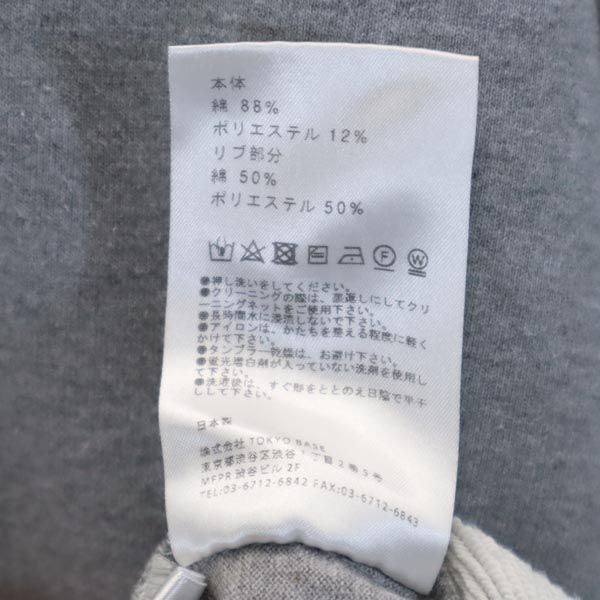 本体
綿 88%
ポリエステル 12%
リブ部分
綿 50%
ポリエステル 50%
F W
●押し洗いをしてください。
●クリーニングの際は、裏返しにしてクリ
ーニングネットをご使用下さい。
●長時間水に浸漬しないで下さい。
●アイロンは、かたちを整える程度に軽く
かけて下さい。
●タンブラー乾燥は、お避け下さい。
●蛍光増白剤が入っていない洗剤を使用し
て下さい。
●洗濯後は、すぐ形をととのえ日陰で平干
しして下さい。
日本製
株式会社 TOKYO BASE
東京都渋谷区渋谷1丁目2番5号
MFPR 渋谷ビル 2F
TEL:03-6712-6842 FAX:03-6712-6843